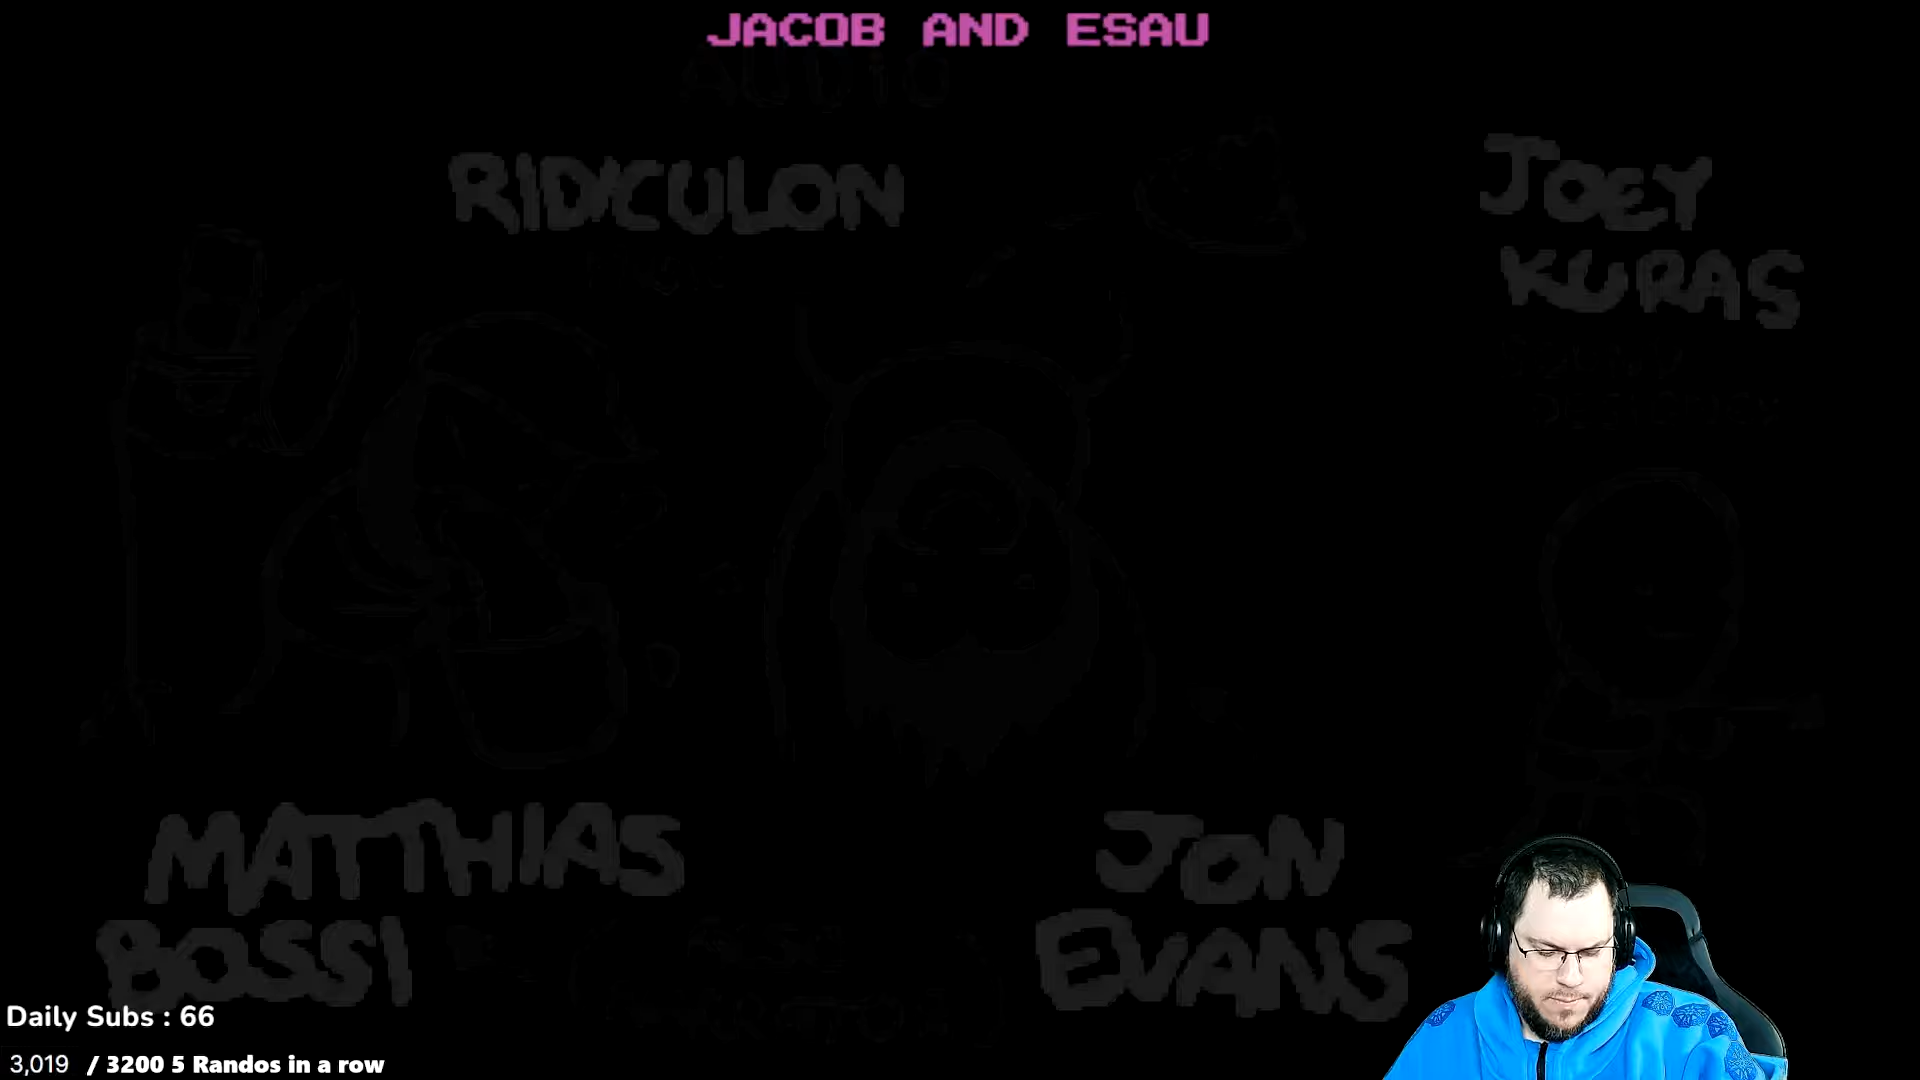 JACOB AND ESAU
AUDIO
RIDICULON
JOEY
KURAS
MATTHIAS
BOSSI
JON
EVANS
Daily Subs : 66
3,019 / 3200 5 Randos in a row